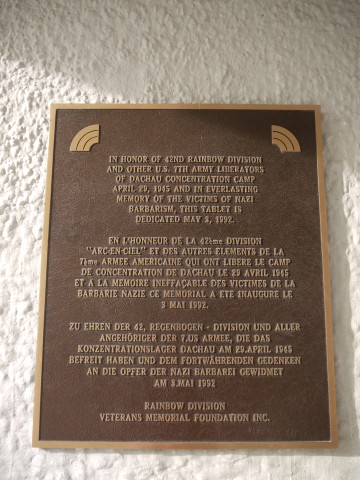 IN HONOR OF 42ND RAINBOW DIVISION
AND OTHER U.S. 7TH ARMY LIBERATORS
OF DACHAU CONCENTRATION CAMP
APRIL 29, 1945 AND IN EVERLASTING
MEMORY OF THE VICTIMS OF NAZI
BARBARISM, THIS TABLET IS
DEDICATED MAY 3, 1992.
EN L'HONNEUR DE LA 42ème DIVISION
"ARC-EN-CIEL" ET DES AUTRES ELEMENTS DE LA
7ème ARMEE AMERICAINE QUI ONT LIBERE LE CAMP
DE CONCENTRATION DE DACHAU LE 29 AVRIL 1945
ET A LA MEMOIRE INEFFAÇABLE DES VICTIMES DE LA
BARBARIE NAZIE CE MEMORIAL A ETE INAUGURE LE
3 MAI 1992.
ZU EHREN DER 42, REGENBOGEN - DIVISION UND ALLER
ANGEHÖRIGER DER 7.US ARMEE, DIE DAS
KONZENTRATIONSLAGER DACHAU AM 29.APRIL 1945
BEFREIT HABEN UND DEM FORTWÄHRENDEN GEDENKEN
AN DIE OPFER DER NAZI BARBAREI GEWIDMET
AM 3.MAI 1992
RAINBOW DIVISION
VETERANS MEMORIAL FOUNDATION INC.